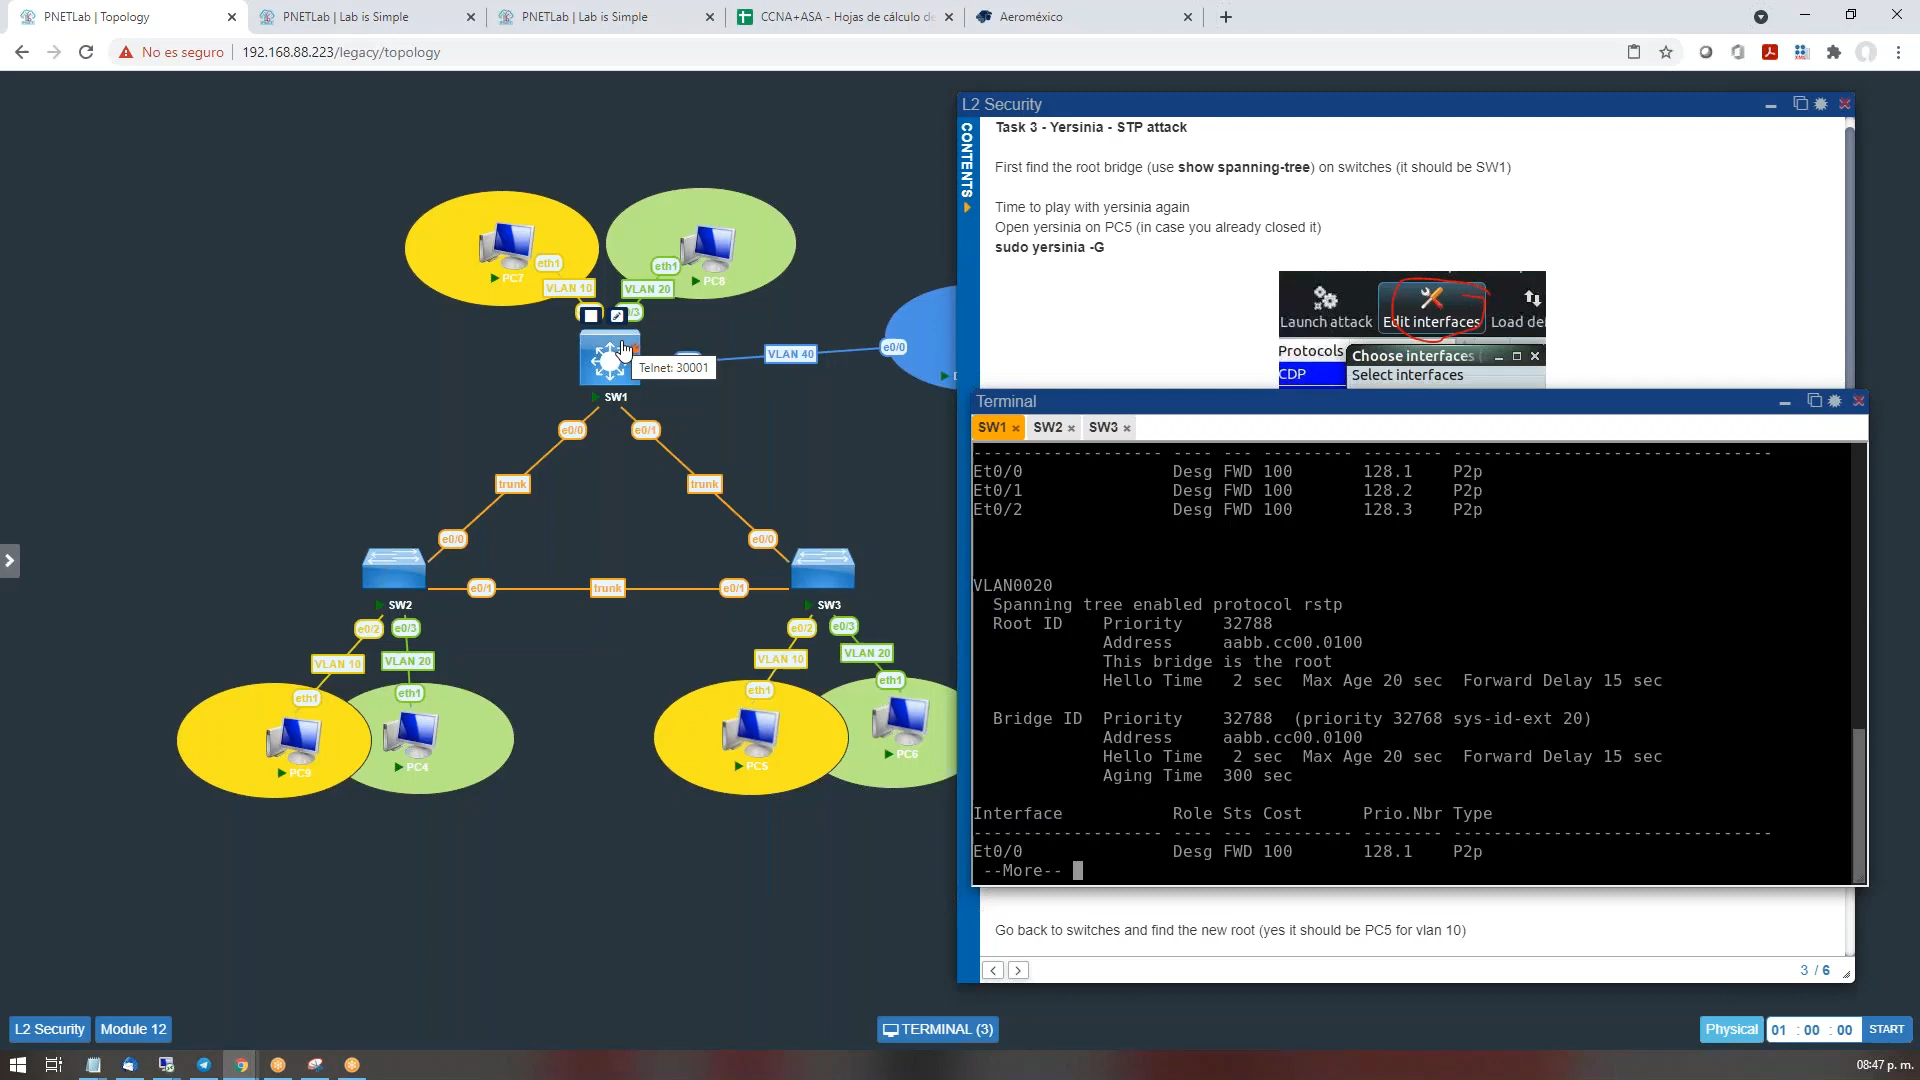 PNETLab | Topology
PNETLab | Lab is Simple
PNETLab | Lab is Simple
CCNA+ASA - Hojas de cálculo de
Aeroméxico
No es seguro
192.168.88.223/legacy/topology
L2 Security
CONTENTS
Task 3 - Yersinia - STP attack
First find the root bridge (use show spanning-tree) on switches (it should be SW1)
Time to play with yersinia again
Open yersinia on PC5 (in case you already closed it)
sudo yersinia -G
Launch attack
Edit interfaces
Load de
Protocols
Choose interfaces
CDP
Select interfaces
PC7
eth1
VLAN 10
PC8
eth1
VLAN 20
/3
Telnet: 30001
VLAN 40
e0/0
SW1
e0/0
e0/1
trunk
trunk
e0/0
e0/0
SW2
e0/1
trunk
e0/1
SW3
e0/2
e0/3
VLAN 10
VLAN 20
eth1
eth1
PC9
PC4
e0/2
e0/3
VLAN 10
VLAN 20
eth1
eth1
PC5
PC6
Terminal
SW1 × SW2 × SW3 ×
Et0/0 Desg FWD 100 128.1 P2p
Et0/1 Desg FWD 100 128.2 P2p
Et0/2 Desg FWD 100 128.3 P2p
VLAN0020
Spanning tree enabled protocol rstp
Root ID Priority 32788
Address aabb.cc00.0100
This bridge is the root
Hello Time 2 sec Max Age 20 sec Forward Delay 15 sec
Bridge ID Priority 32788 (priority 32768 sys-id-ext 20)
Address aabb.cc00.0100
Hello Time 2 sec Max Age 20 sec Forward Delay 15 sec
Aging Time 300 sec
Interface Role Sts Cost Prio.Nbr Type
------------------- ---- --- --------- -------- --------------------------------
Et0/0 Desg FWD 100 128.1 P2p
--More--
Go back to switches and find the new root (yes it should be PC5 for vlan 10)
3 / 6
L2 Security
Module 12
TERMINAL (3)
Physical
01 : 00 : 00
START
08:47 p. m.